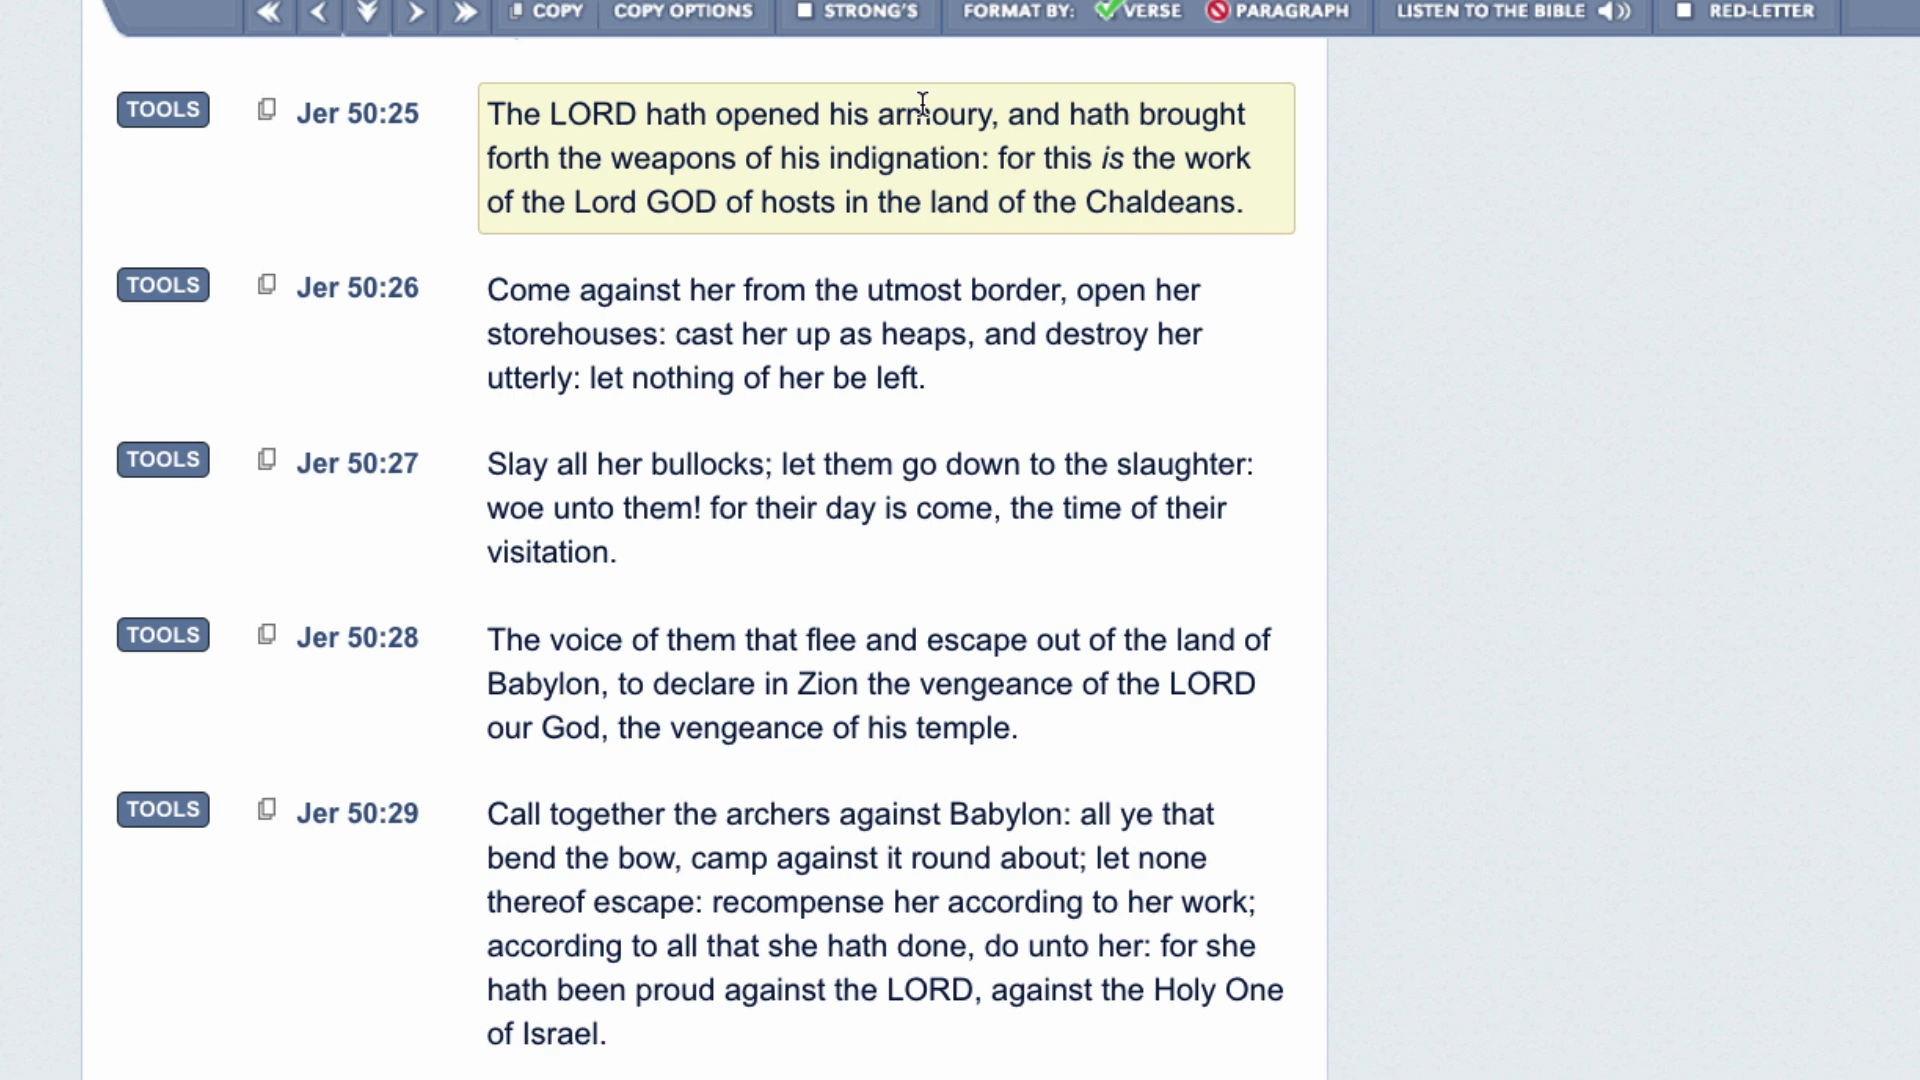 COPY COPY OPTIONS STRONG'S FORMAT BY: VERSE PARAGRAPH LISTEN TO THE BIBLE RED-LETTER
TOOLS Jer 50:25 The LORD hath opened his armoury, and hath brought
forth the weapons of his indignation: for this is the work
of the Lord GOD of hosts in the land of the Chaldeans.
TOOLS Jer 50:26 Come against her from the utmost border, open her
storehouses: cast her up as heaps, and destroy her
utterly: let nothing of her be left.
TOOLS Jer 50:27 Slay all her bullocks; let them go down to the slaughter:
woe unto them! for their day is come, the time of their
visitation.
TOOLS Jer 50:28 The voice of them that flee and escape out of the land of
Babylon, to declare in Zion the vengeance of the LORD
our God, the vengeance of his temple.
TOOLS Jer 50:29 Call together the archers against Babylon: all ye that
bend the bow, camp against it round about; let none
thereof escape: recompense her according to her work;
according to all that she hath done, do unto her: for she
hath been proud against the LORD, against the Holy One
of Israel.